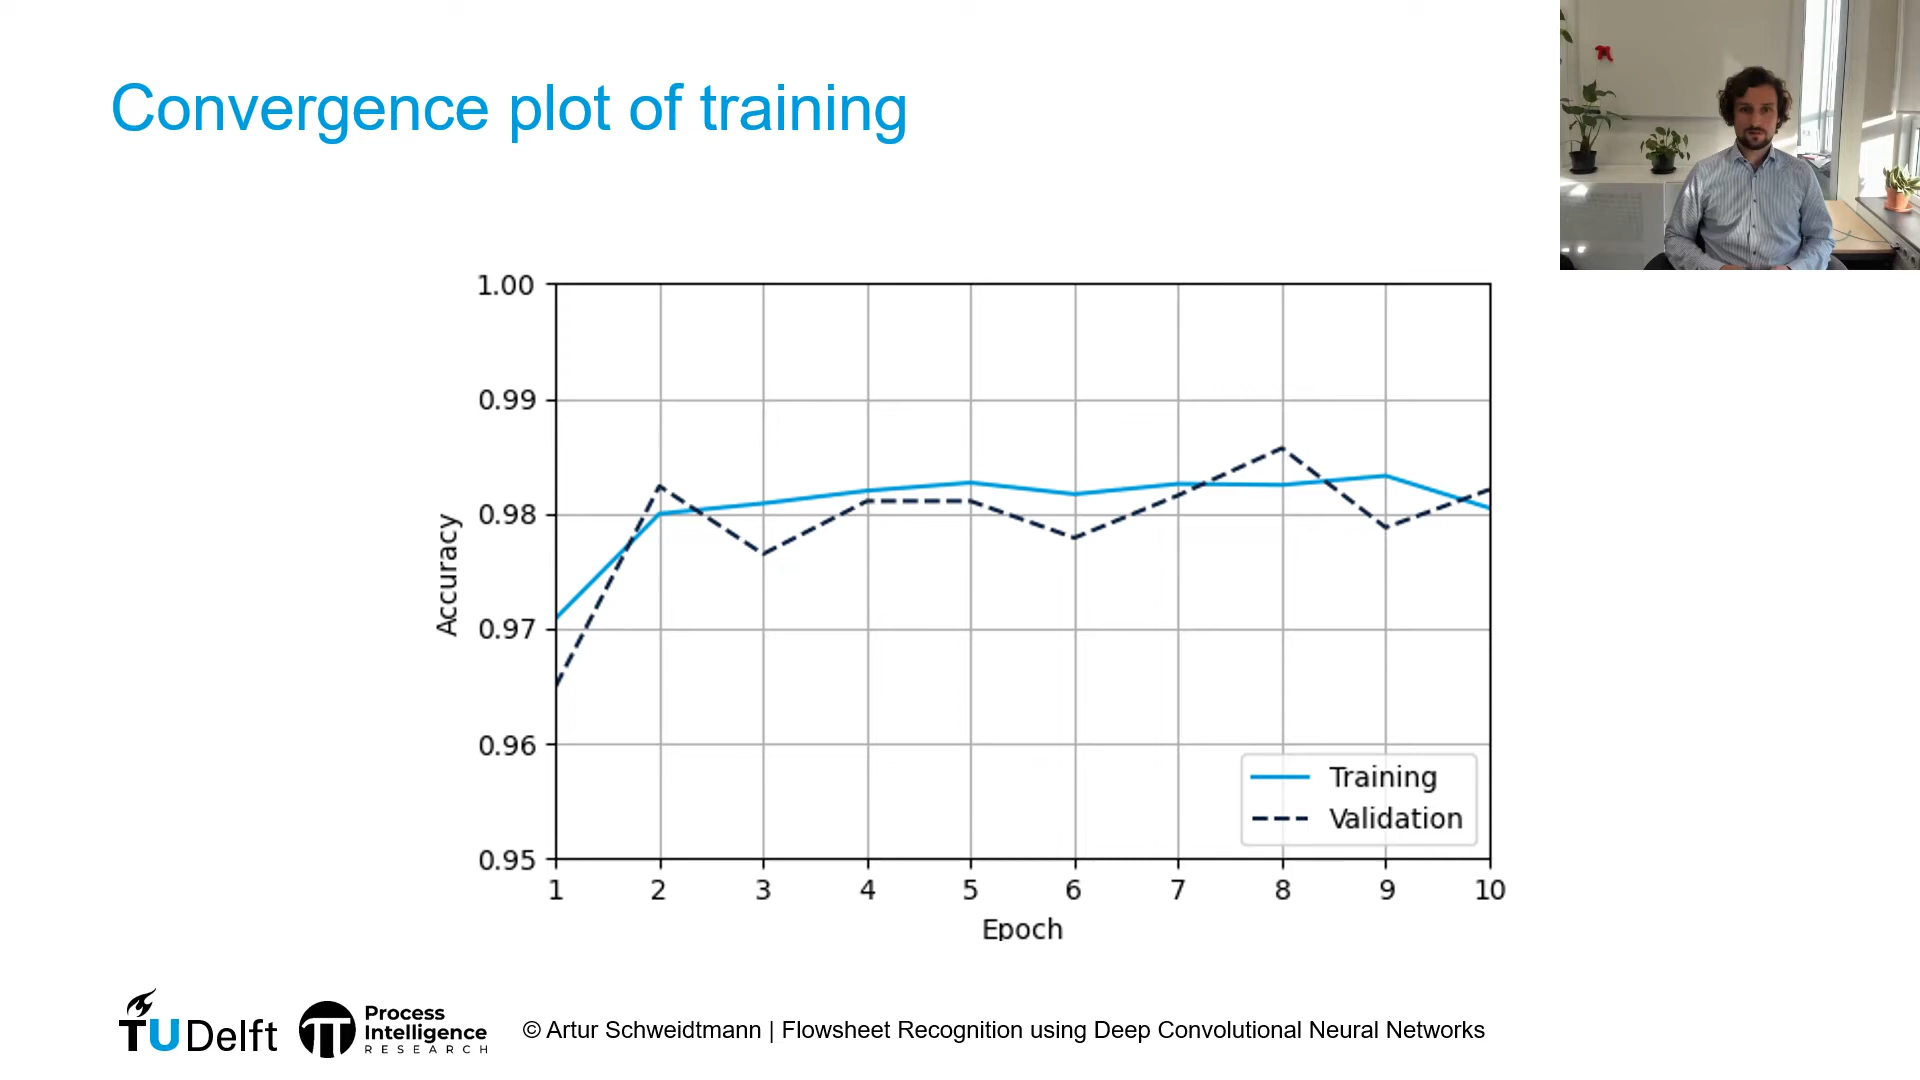 Convergence plot of training
1.00
0.99
0.98
0.97
0.96
0.95
Accuracy
1 2 3 4 5 6 7 8 9 10
Epoch
Training
Validation
TU Delft
Process
Intelligence
RESEARCH
© Artur Schweidtmann | Flowsheet Recognition using Deep Convolutional Neural Networks